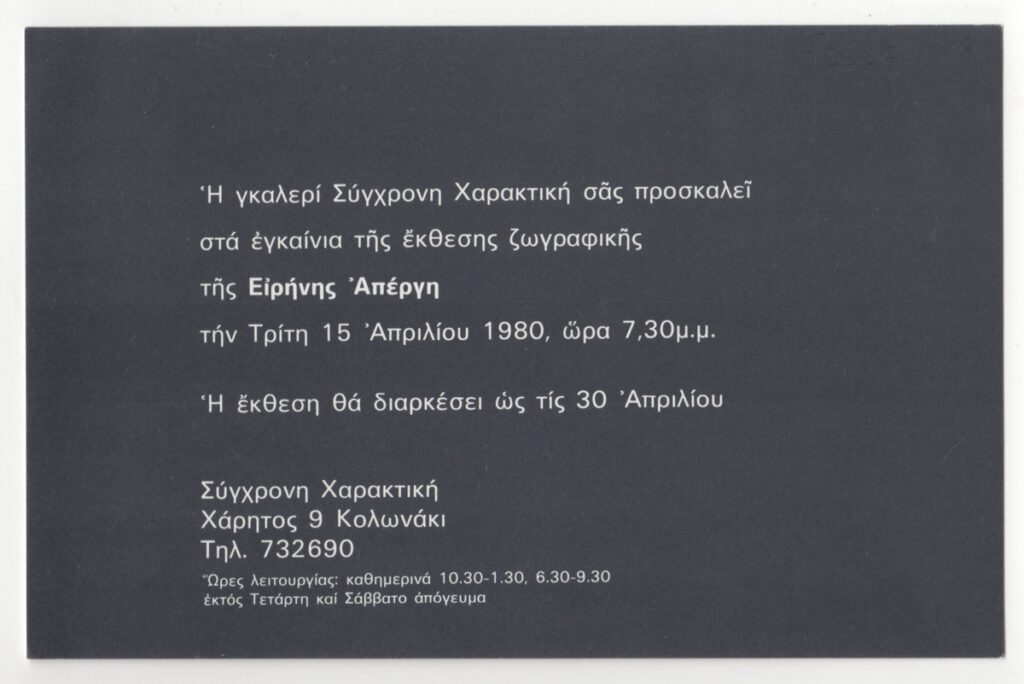 Ἡ γκαλερί Σύγχρονη Χαρακτική σᾶς προσκαλεῖ
στά ἐγκαίνια τῆς ἔκθεσης ζωγραφικῆς
τῆς Εἰρήνης Ἀπέργη
τήν Τρίτη 15 Ἀπριλίου 1980, ὥρα 7,30μ.μ.
Ἡ ἔκθεση θά διαρκέσει ὡς τίς 30 Ἀπριλίου
Σύγχρονη Χαρακτική
Χάρητος 9 Κολωνάκι
Τηλ. 732690
Ὧρες λειτουργίας: καθημερινά 10.30-1.30, 6.30-9.30
ἐκτός Τετάρτη καί Σάββατο ἀπόγευμα